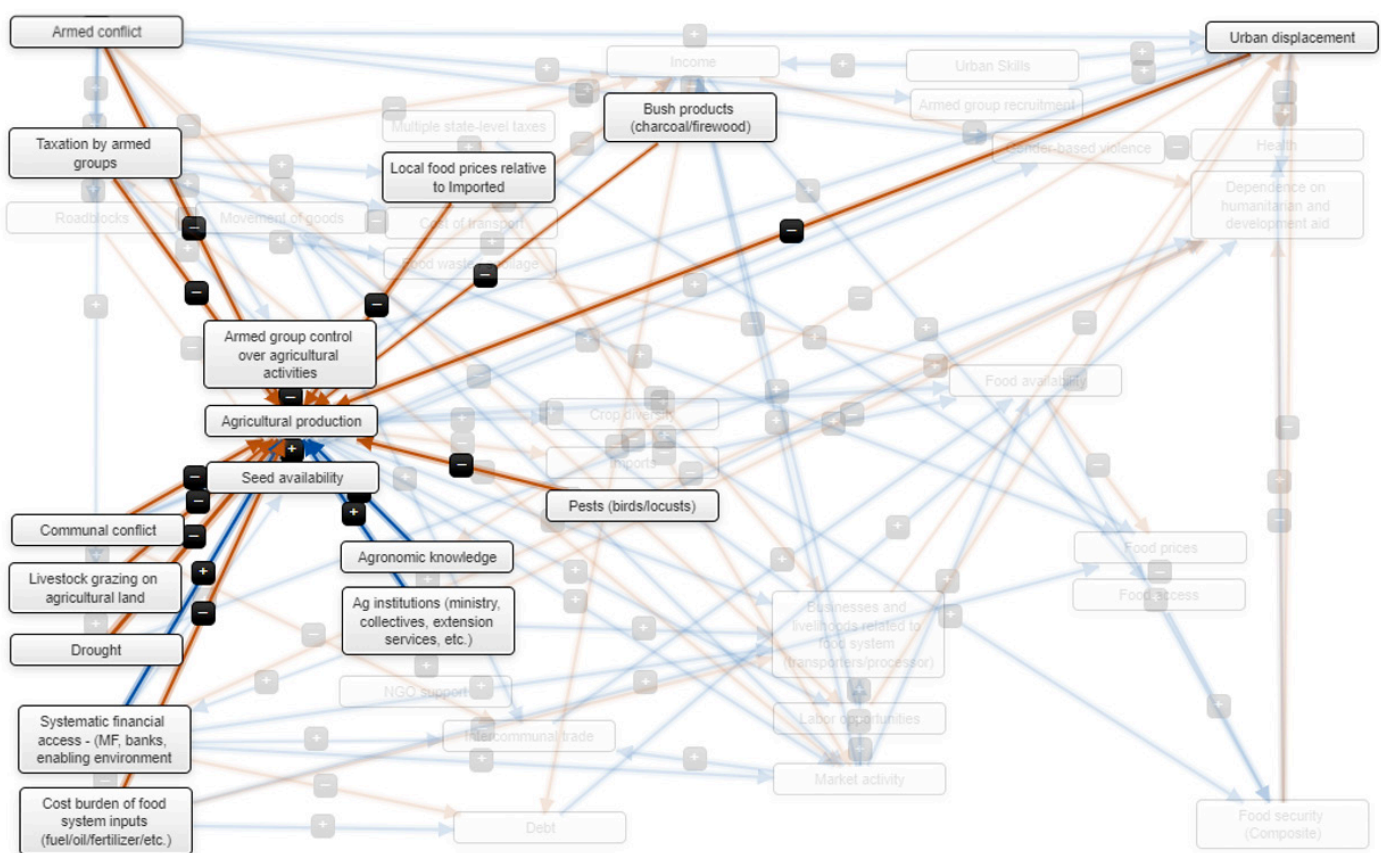 Armed conflict
Urban displacement
Income
Urban Skills
Bush products
(charcoal/firewood)
Armed group recruitment
Multiple state-level taxes
Taxation by armed
groups
Local food prices relative
to Imported
Gender-based violence
Health
Dependence on
humanitarian and
development aid
Roadblocks
Movement of goods
Cost of transport
Food waste
Armed group control
over agricultural
activities
Food availability
Agricultural production
Crop diversity
Imports
Seed availability
Pests (birds/locusts)
Communal conflict
Agronomic knowledge
Food prices
Livestock grazing on
agricultural land
Food access
Ag institutions (ministry,
collectives, extension
services, etc.)
Businesses and
livelihoods related to
food system
(transporters/processor)
Drought
NGO support
Systematic financial
access - (MF, banks,
enabling environment
Labor opportunities
Intercommunal trade
Market activity
Cost burden of food
system inputs
(fuel/oil/fertilizer/etc.)
Debt
Food security
(Composite)